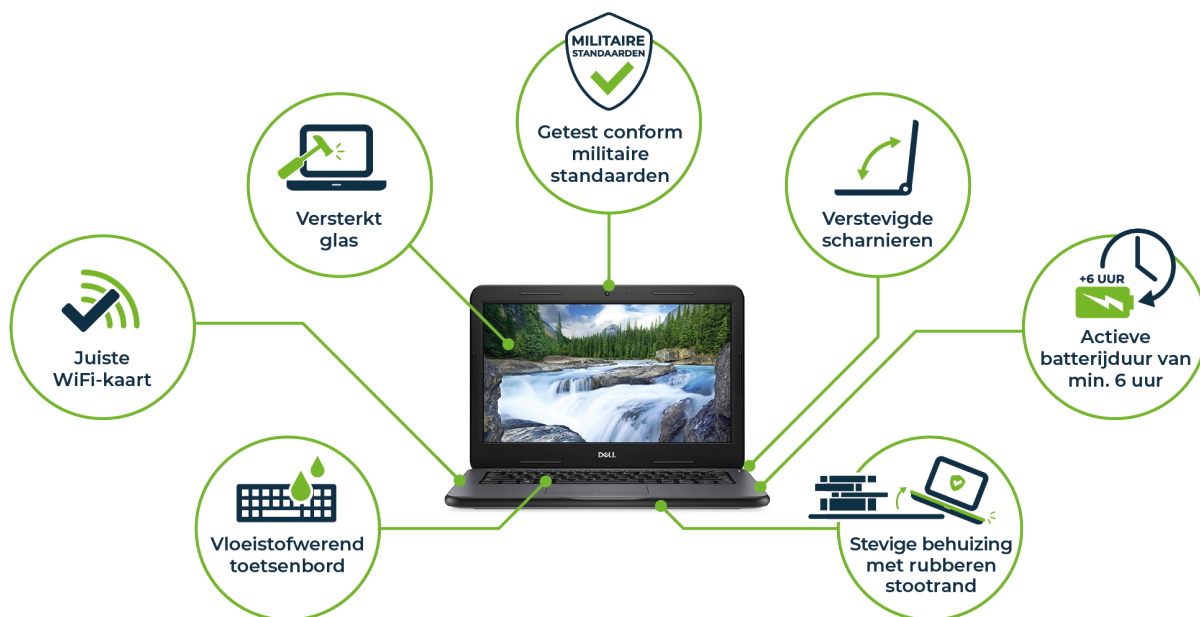 MILITAIRE
STANDAARDEN
Getest conform
militaire
standaarden
Versterkt
glas
Verstevigde
scharnieren
Juiste
WiFi-kaart
+6 UUR
Actieve
batterijduur van
min. 6 uur
DELL
Vloeistofwerend
toetsenbord
Stevige behuizing
met rubberen
stootrand